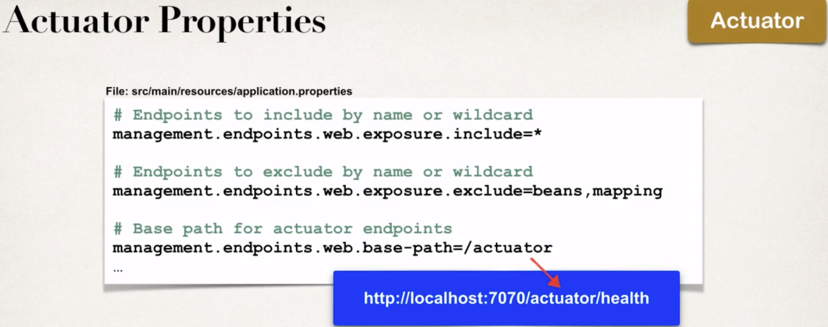 Actuator Properties
Actuator
File: src/main/resources/application.properties
# Endpoints to include by name or wildcard
management.endpoints.web.exposure.include=*
# Endpoints to exclude by name or wildcard
management.endpoints.web.exposure.exclude=beans,mapping
# Base path for actuator endpoints
management.endpoints.web.base-path=/actuator
…
http://localhost:7070/actuator/health